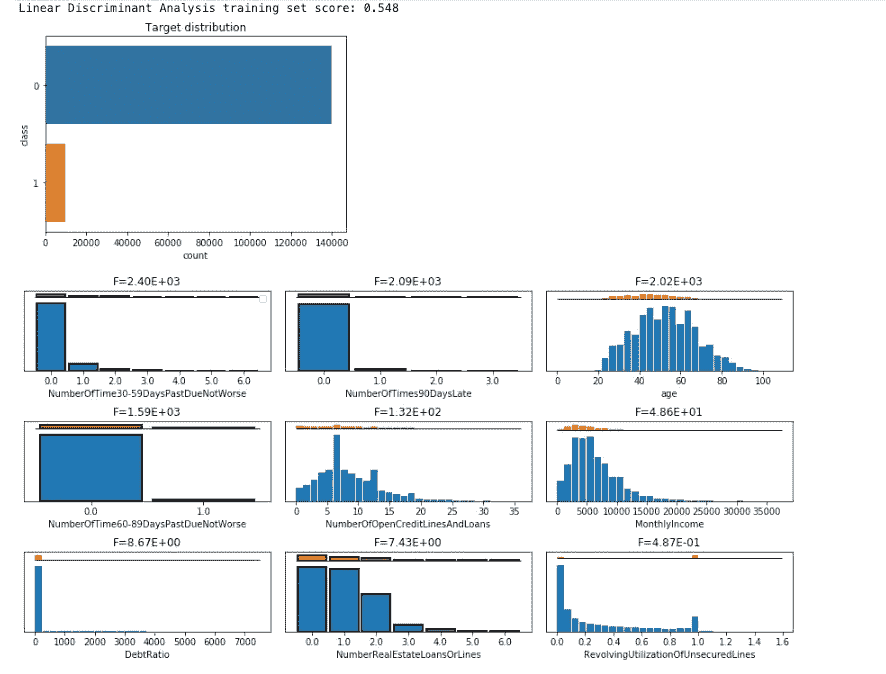 Linear Discriminant Analysis training set score: 0.548
Target distribution
0
1
class
0 20000 40000 60000 80000 100000 120000 140000
count
F=2.40E+03
0.0 1.0 2.0 3.0 4.0 5.0 6.0
NumberOfTime30-59DaysPastDueNotWorse
F=2.09E+03
0.0 1.0 2.0 3.0
NumberOfTimes90DaysLate
F=2.02E+03
0 20 40 60 80 100
age
F=1.59E+03
0.0 1.0
NumberOfTime60-89DaysPastDueNotWorse
F=1.32E+02
0 5 10 15 20 25 30 35
NumberOfOpenCreditLinesAndLoans
F=4.86E+01
0 5000 10000 15000 20000 25000 30000 35000
MonthlyIncome
F=8.67E+00
0 1000 2000 3000 4000 5000 6000 7000
DebtRatio
F=7.43E+00
0.0 1.0 2.0 3.0 4.0 5.0 6.0
NumberRealEstateLoansOrLines
F=4.87E-01
0.0 0.2 0.4 0.6 0.8 1.0 1.2 1.4 1.6
RevolvingUtilizationOfUnsecuredLines